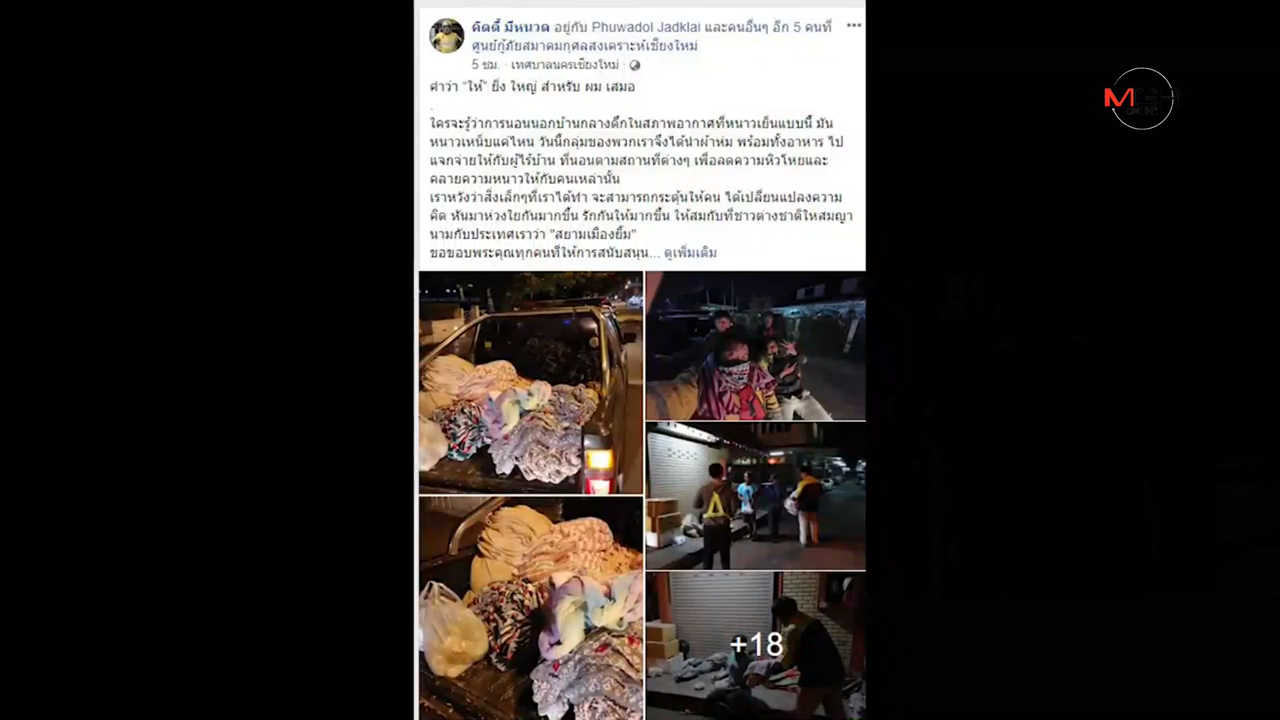 คิดดี้ มีหนวด อยู่กับ Phuwadol Jadklai และคนอื่นๆ อีก 5 คนที่
ศูนย์กู้ภัยสมาคมกุศลสงเคราะห์เชียงใหม่
5 ชม. · เทศบาลนครเชียงใหม่ ·
คำว่า "ให้" ยิ่ง ใหญ่ สำหรับ ผม เสมอ
.
ใครจะรู้ว่าการนอนนอกบ้านกลางดึกในสภาพอากาศที่หนาวเย็นแบบนี้ มัน
หนาวเหน็บแค่ไหน วันนี้กลุ่มของพวกเราจึงได้นำผ้าห่ม พร้อมทั้งอาหาร ไป
แจกจ่ายให้กับผู้ไร้บ้าน ที่นอนตามสถานที่ต่างๆ เพื่อลดความหิวโหยและ
คลายความหนาวให้กับคนเหล่านั้น
เราหวังว่าสิ่งเล็กๆที่เราได้ทำ จะสามารถกระตุ้นให้คน ได้เปลี่ยนแปลงความ
คิด หันมาห่วงใยกันมากขึ้น รักกันให้มากขึ้น ให้สมกับที่ชาวต่างชาติให้สมญา
นามกับประเทศเราว่า "สยามเมืองยิ้ม"
ขอขอบพระคุณทุกคนที่ให้การสนับสนุน... ดูเพิ่มเติม
MGR
ONLINE
+18